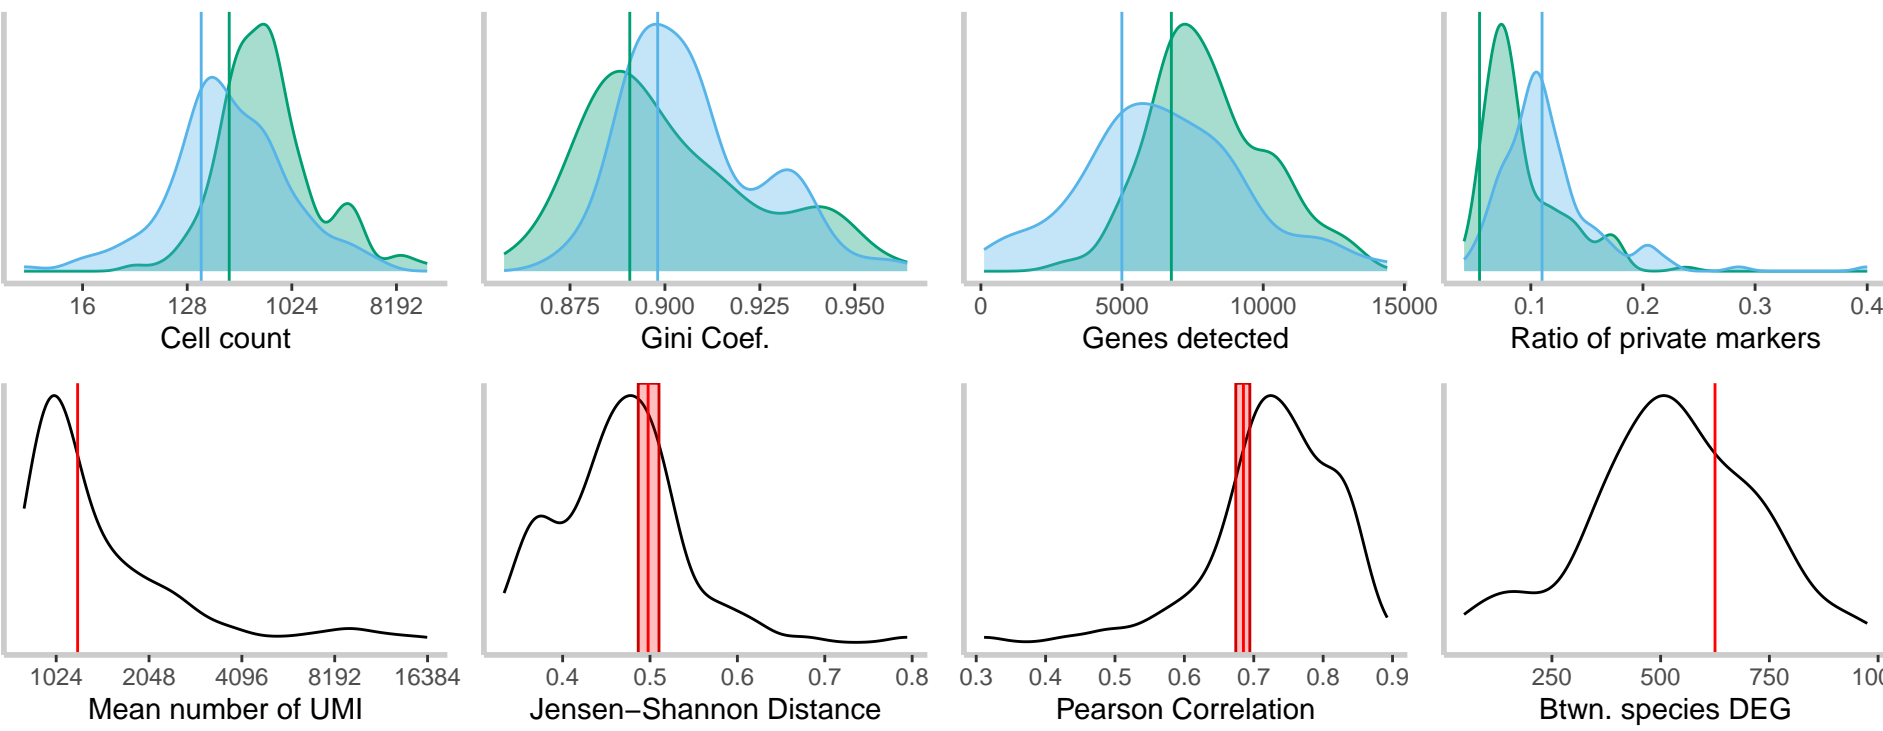 16 128 1024 8192
Cell count
0.875 0.900 0.925 0.950
Gini Coef.
0 5000 10000 15000
Genes detected
0.1 0.2 0.3 0.4
Ratio of private markers
1024 2048 4096 8192 16384
Mean number of UMI
0.4 0.5 0.6 0.7 0.8
Jensen−Shannon Distance
0.3 0.4 0.5 0.6 0.7 0.8 0.9
Pearson Correlation
250 500 750 100
Btwn. species DEG